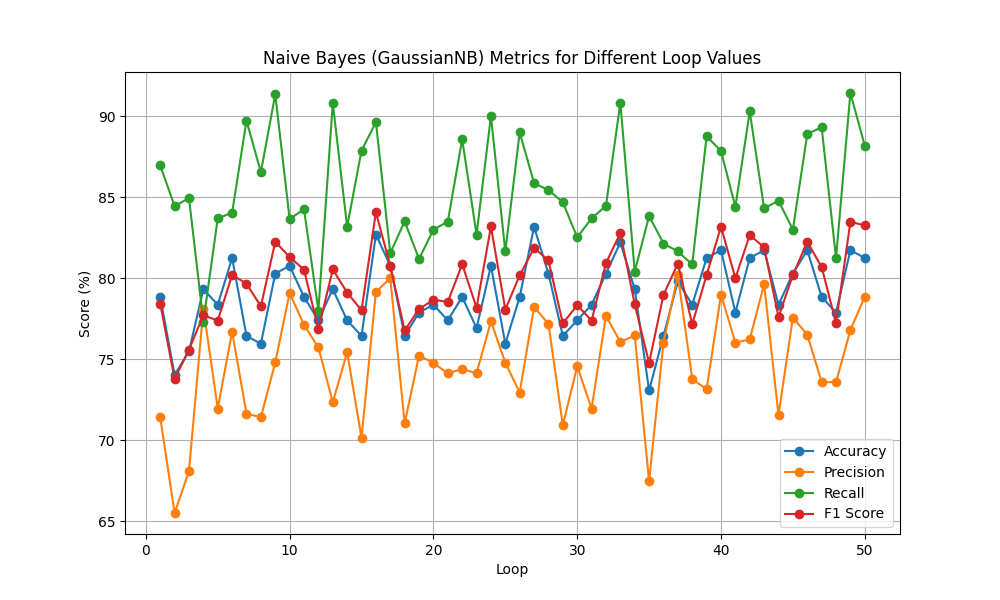 Naive Bayes (GaussianNB) Metrics for Different Loop Values
Score (%)
90
85
80
75
70
65
0
10
20
30
40
50
Loop
Accuracy
Precision
Recall
F1 Score